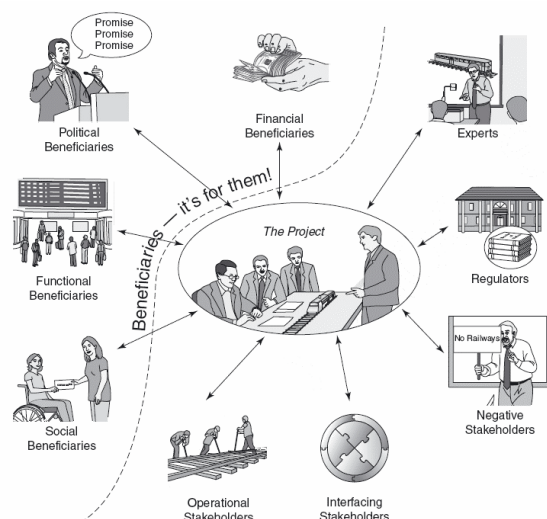 Promise
Promise
Promise
Political
Beneficiaries
Financial
Beneficiaries
Experts
Beneficiaries — it's for them!
The Project
Functional
Beneficiaries
Regulators
No Railways
Social
Beneficiaries
Negative
Stakeholders
Operational
Stakeholders
Interfacing
Stakeholders